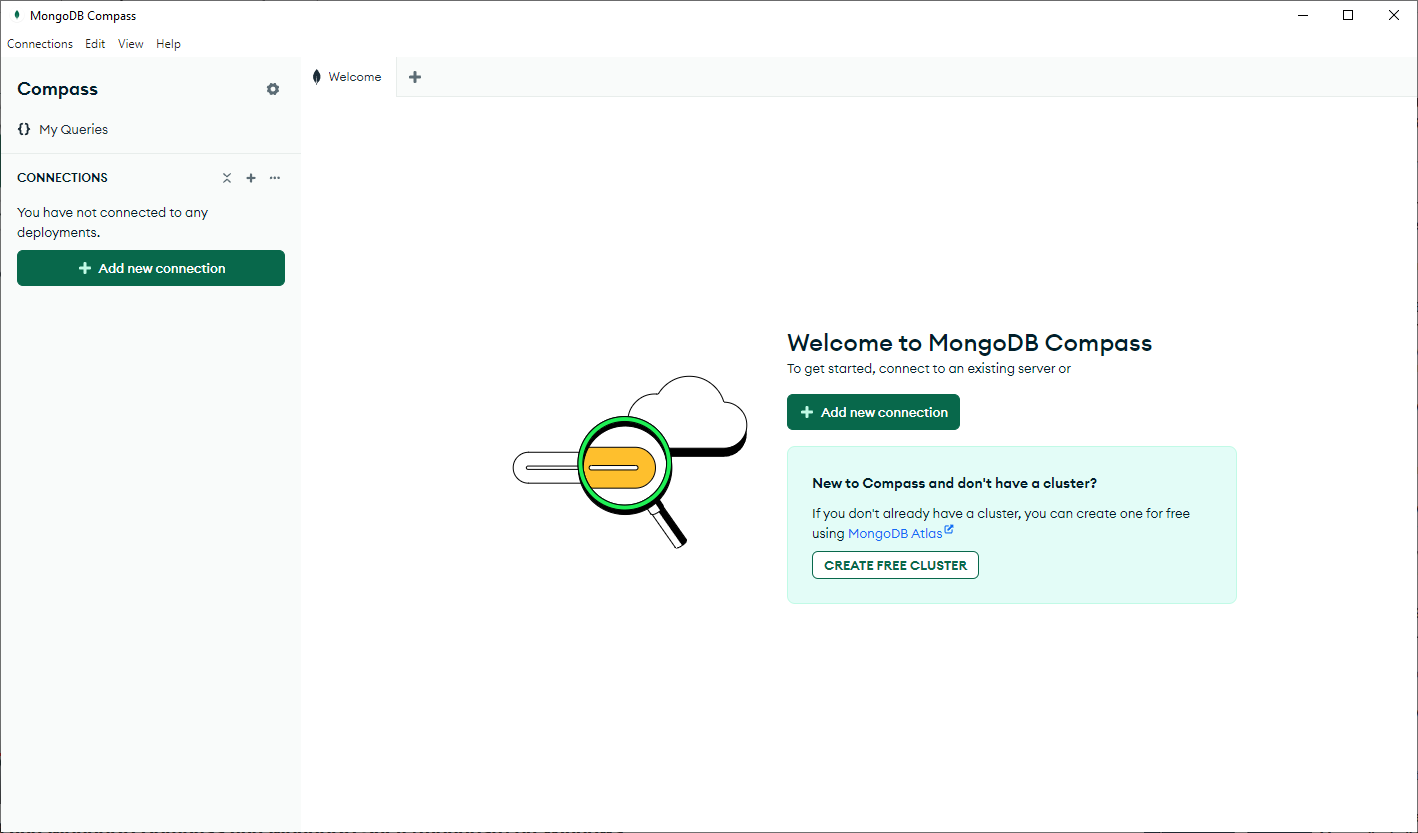 MongoDB Compass
Connections Edit View Help
Compass
Welcome
{} My Queries
CONNECTIONS
You have not connected to any
deployments.
Add new connection
Welcome to MongoDB Compass
To get started, connect to an existing server or
Add new connection
New to Compass and don't have a cluster?
If you don't already have a cluster, you can create one for free
using MongoDB Atlas
CREATE FREE CLUSTER